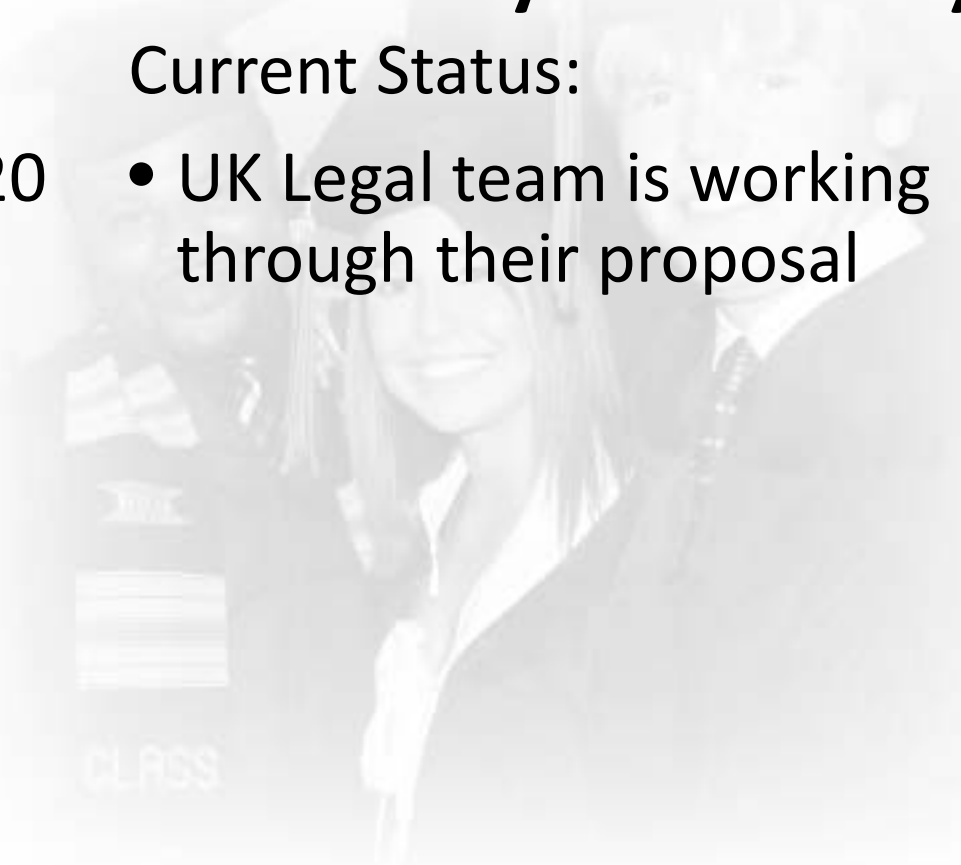 Current Status:
20 • UK Legal team is working
through their proposal
CLASS